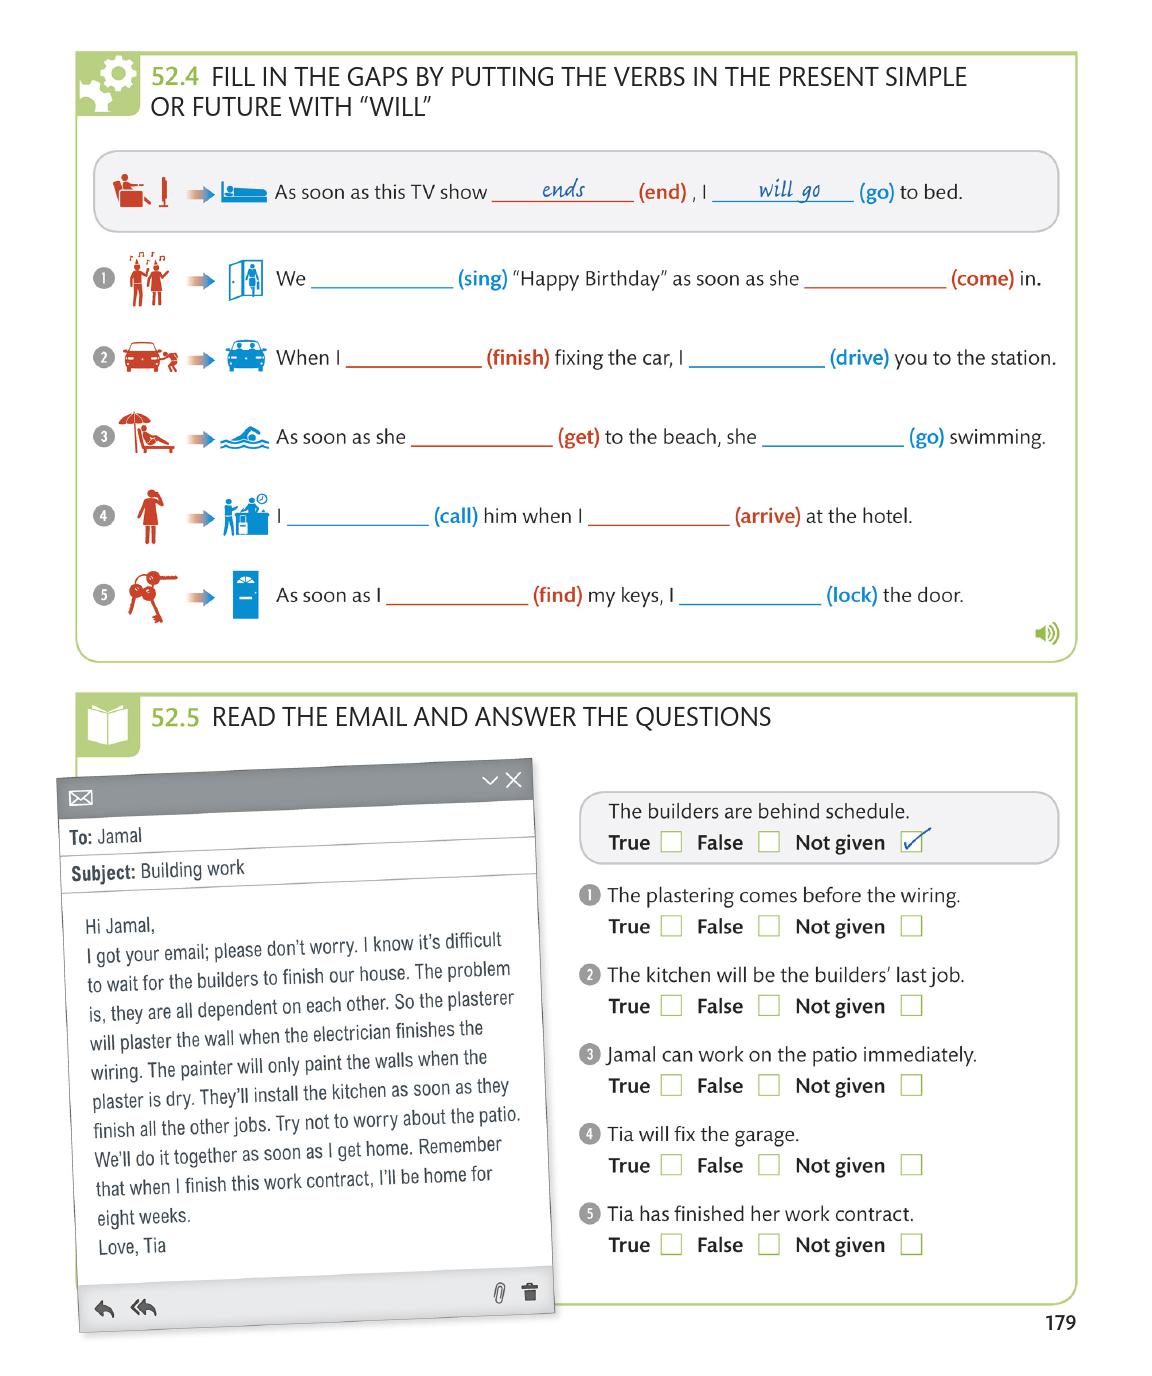 52.4 FILL IN THE GAPS BY PUTTING THE VERBS IN THE PRESENT SIMPLE
OR FUTURE WITH “WILL”
As soon as this TV show ends (end) , I will go (go) to bed.
1 We ____________ (sing) “Happy Birthday” as soon as she ____________ (come) in.
2 When I ____________ (finish) fixing the car, I ____________ (drive) you to the station.
3 As soon as she ____________ (get) to the beach, she ____________ (go) swimming.
4 I ____________ (call) him when I ____________ (arrive) at the hotel.
5 As soon as I ____________ (find) my keys, I ____________ (lock) the door.
52.5 READ THE EMAIL AND ANSWER THE QUESTIONS
To: Jamal
Subject: Building work
Hi Jamal,
I got your email; please don’t worry. I know it’s difficult
to wait for the builders to finish our house. The problem
is, they are all dependent on each other. So the plasterer
will plaster the wall when the electrician finishes the
wiring. The painter will only paint the walls when the
plaster is dry. They’ll install the kitchen as soon as they
finish all the other jobs. Try not to worry about the patio.
We’ll do it together as soon as I get home. Remember
that when I finish this work contract, I’ll be home for
eight weeks.
Love, Tia
The builders are behind schedule.
True False Not given
1 The plastering comes before the wiring.
True False Not given
2 The kitchen will be the builders’ last job.
True False Not given
3 Jamal can work on the patio immediately.
True False Not given
4 Tia will fix the garage.
True False Not given
5 Tia has finished her work contract.
True False Not given
179